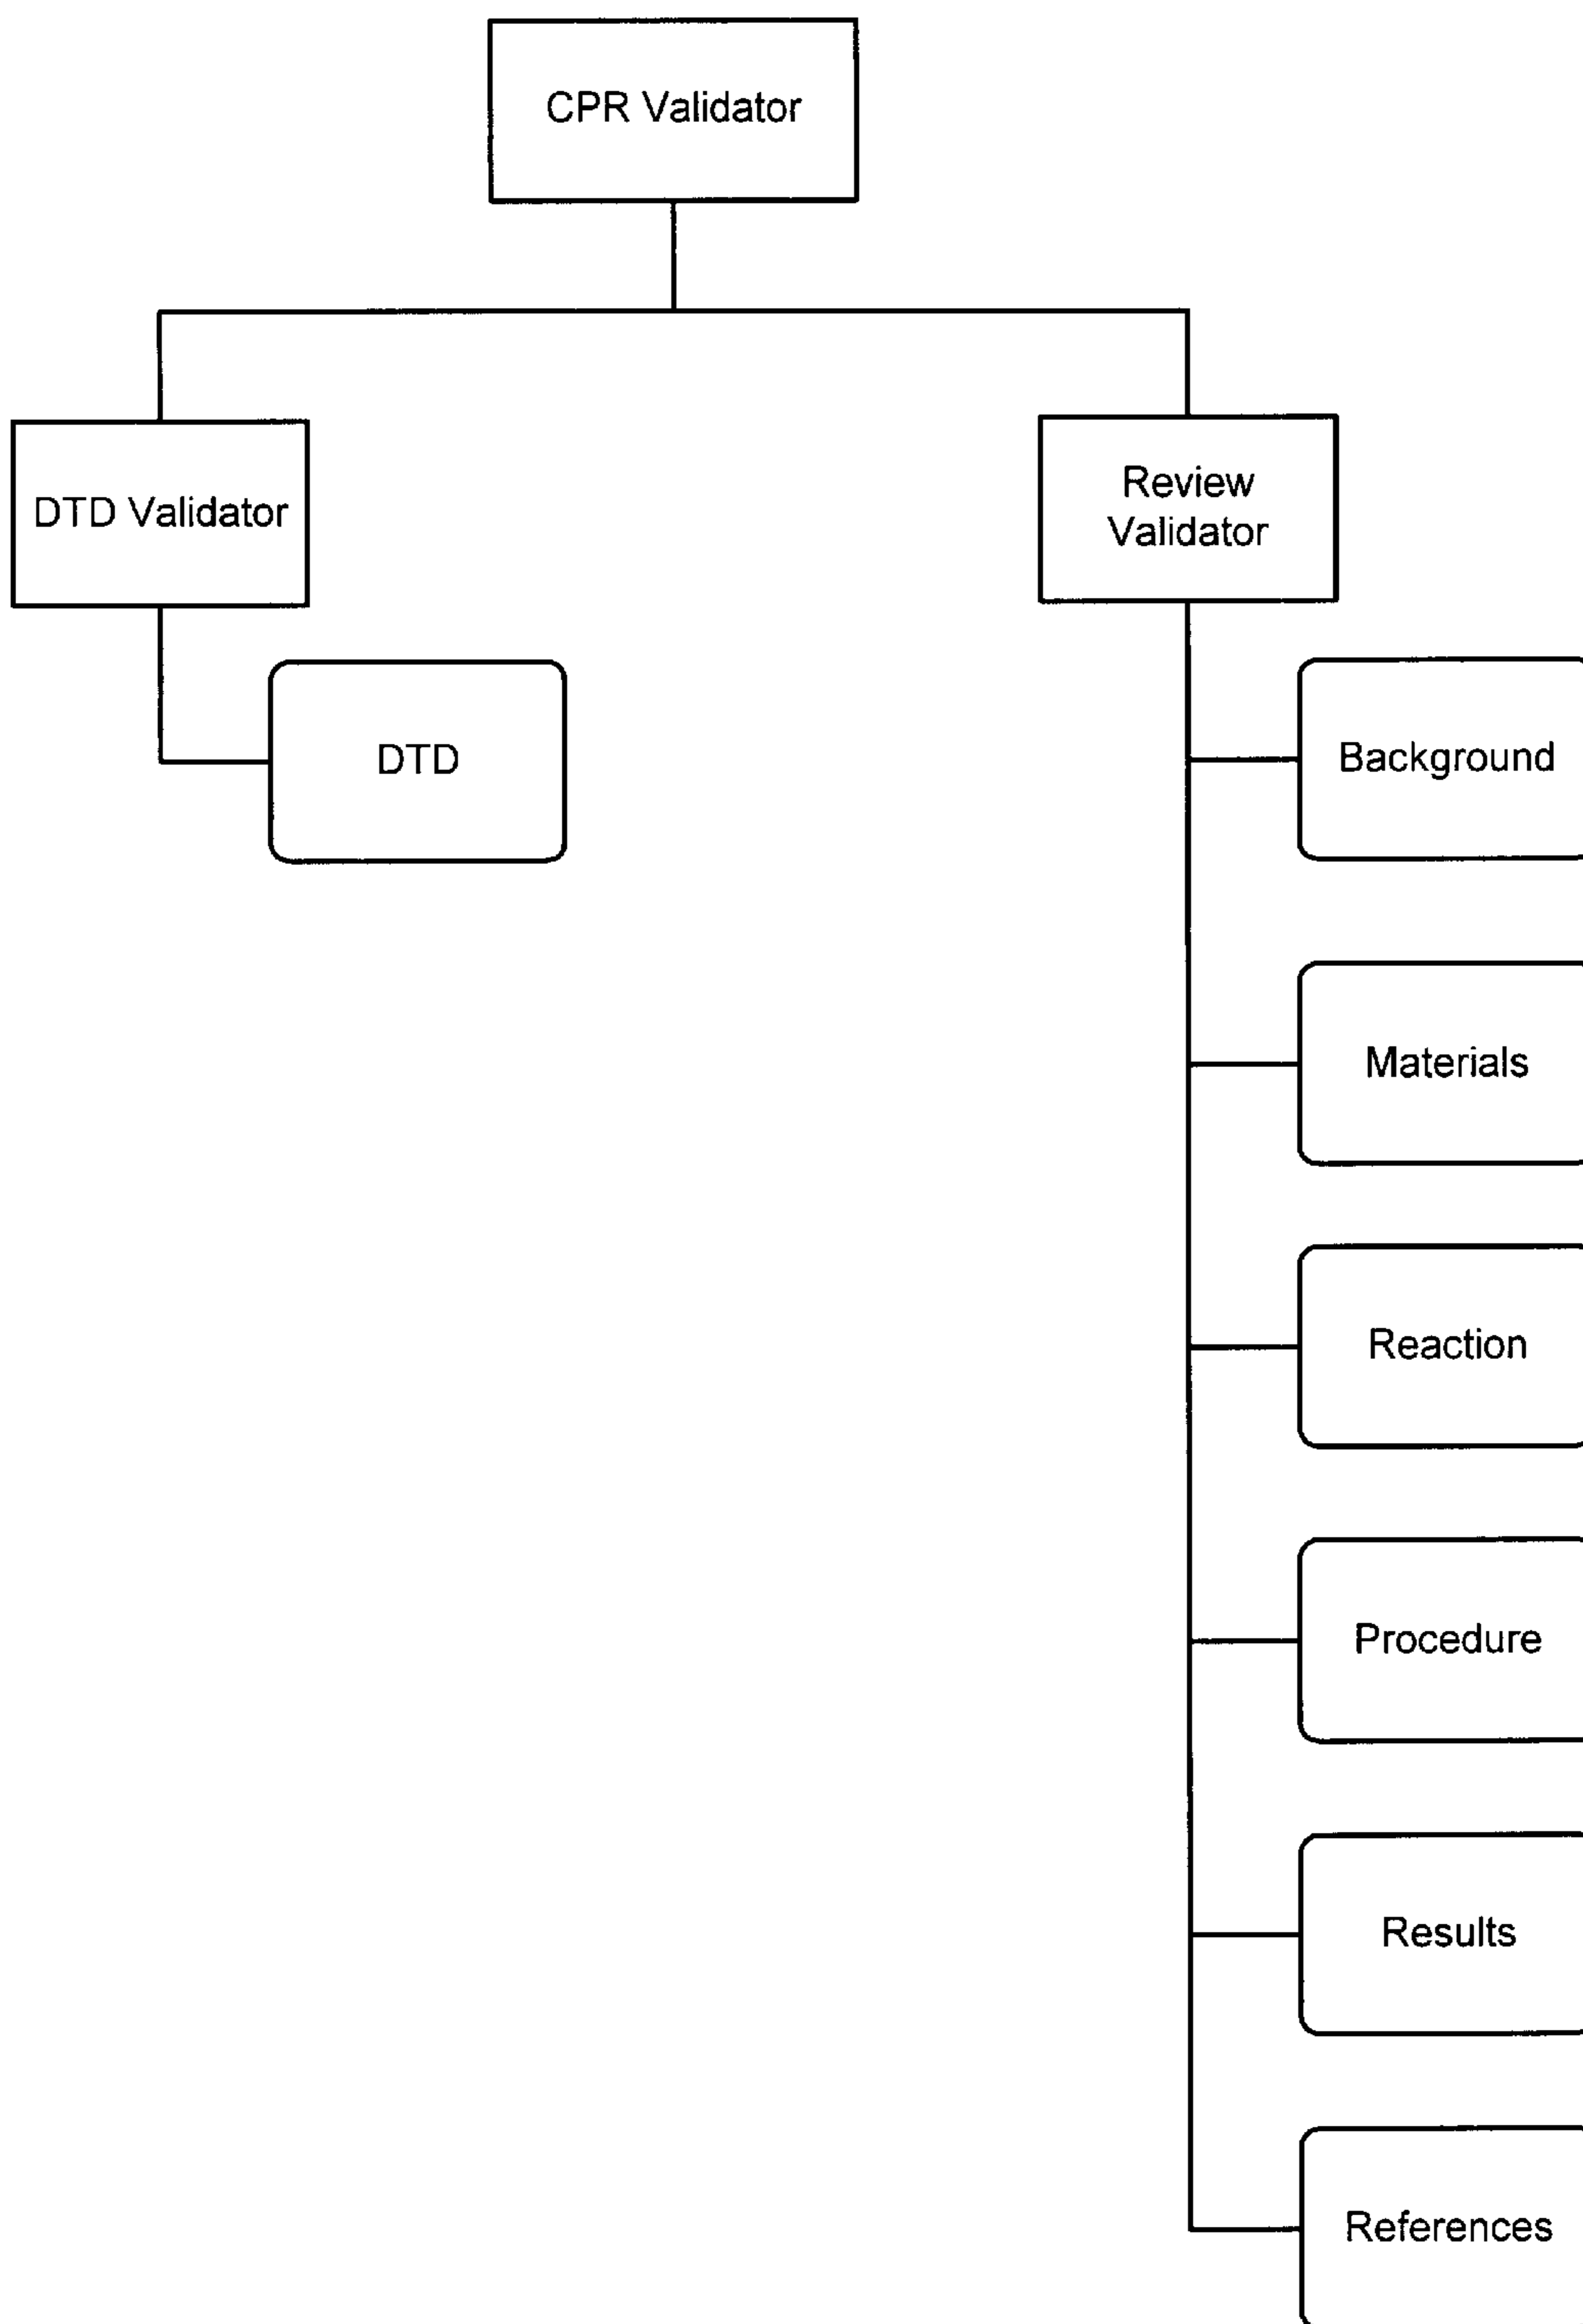 CPR Validator
DTD Validator
Review
Validator
DTD
Background
Materials
Reaction
Procedure
Results
References